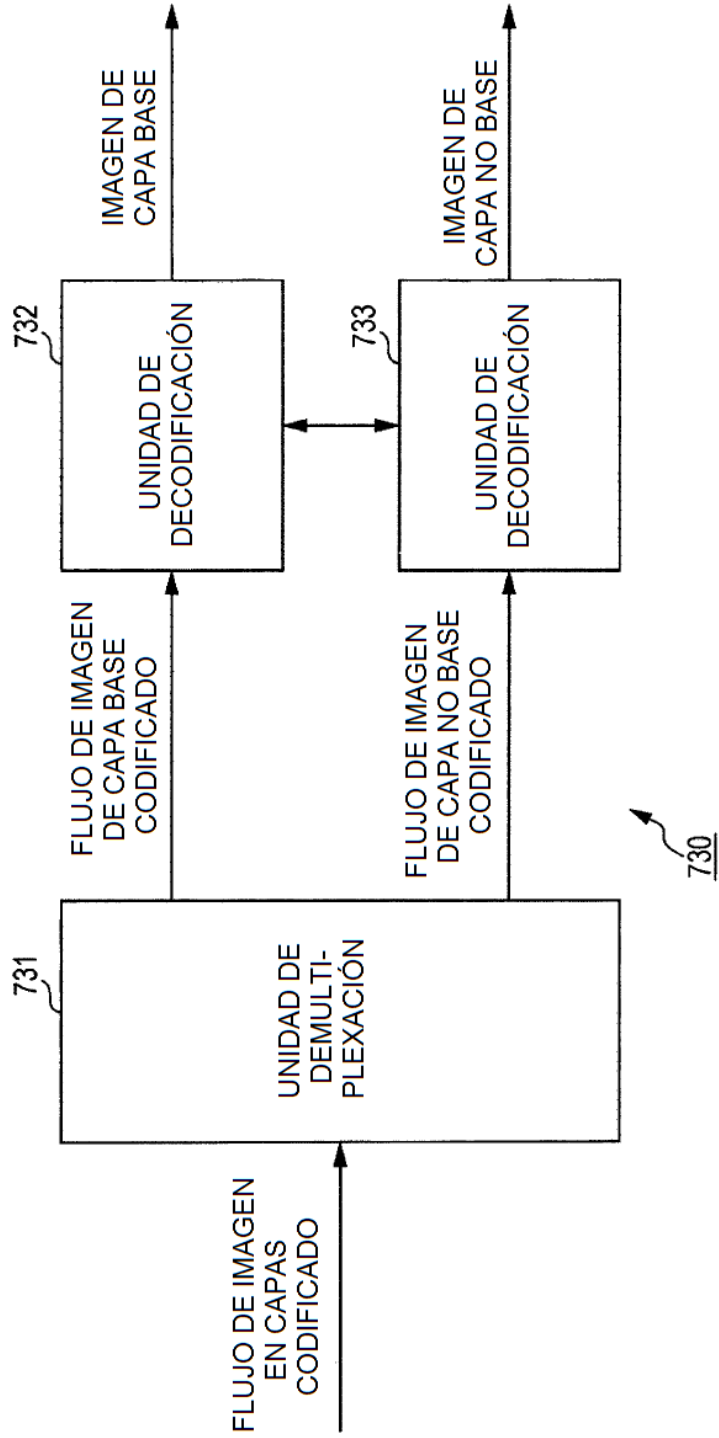 FLUJO DE IMAGEN
EN CAPAS
CODIFICADO
731
UNIDAD DE
DEMULTI-
PLEXACIÓN
FLUJO DE IMAGEN
DE CAPA BASE
CODIFICADO
FLUJO DE IMAGEN
DE CAPA NO BASE
CODIFICADO
732
UNIDAD DE
DECODIFICACIÓN
733
UNIDAD DE
DECODIFICACIÓN
IMAGEN DE
CAPA BASE
IMAGEN DE
CAPA NO BASE
730